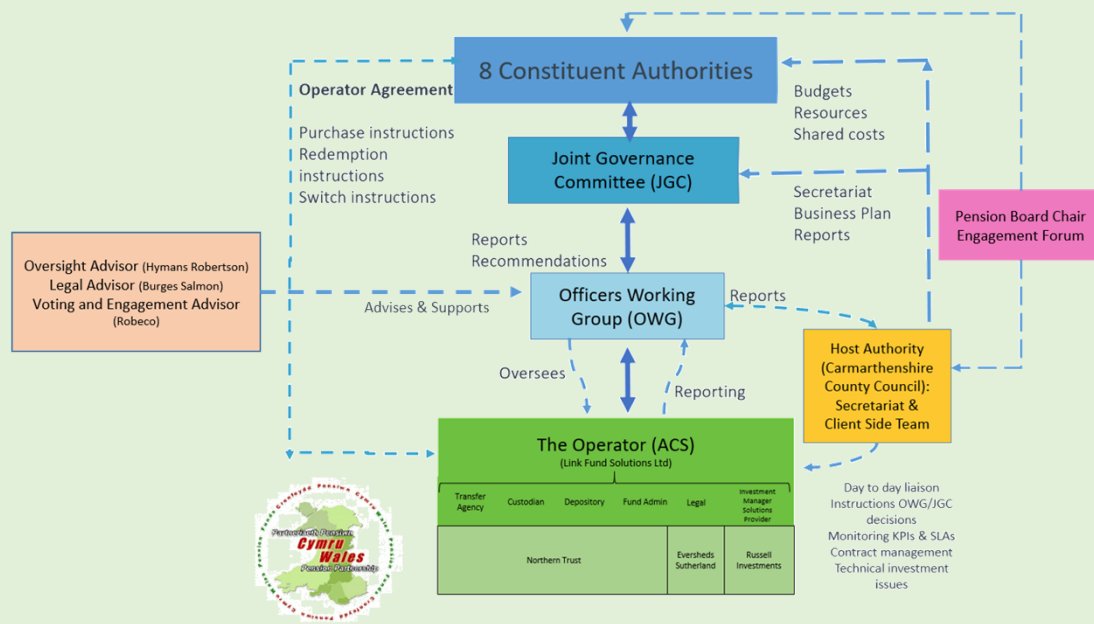 8 Constituent Authorities
Operator Agreement
Purchase instructions
Redemption
instructions
Switch instructions
Budgets
Resources
Shared costs
Joint Governance
Committee (JGC)
Secretariat
Business Plan
Reports
Pension Board Chair
Engagement Forum
Reports
Recommendations
Oversight Advisor (Hymans Robertson)
Legal Advisor (Burges Salmon)
Voting and Engagement Advisor
(Robeco)
Advises & Supports
Officers Working
Group (OWG)
Reports
Host Authority
(Carmarthenshire
County Council):
Secretariat &
Client Side Team
Oversees
Reporting
The Operator (ACS)
(Link Fund Solutions Ltd)
Transfer
Agency
Custodian
Depository
Fund Admin
Legal
Investment
Manager
Solutions
Provider
Northern Trust
Eversheds
Sutherland
Russell
Investments
Day to day liaison
Instructions OWG/JGC
decisions
Monitoring KPIs & SLAs
Contract management
Technical investment
issues
Partneriaeth Pensiwn
Cymru
Wales
Pension Partnership